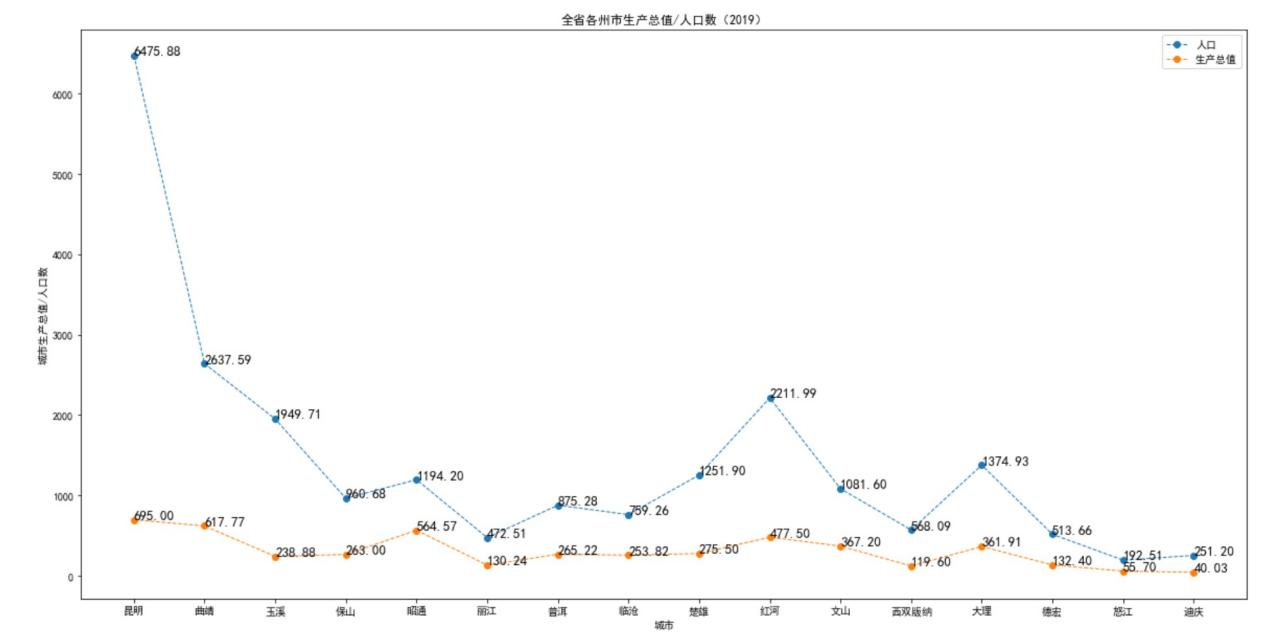 全省各州市生产总值/人口数（2019）
人口
生产总值
城市生产总值/人口数
6000
5000
4000
3000
2000
1000
0
6475.88
2637.59
1949.71
960.68
1194.20
472.51
875.28
759.26
1251.90
2211.99
1081.60
568.09
1374.93
513.66
192.51
251.20
695.00
617.77
238.88
263.00
564.57
130.24
265.22
253.82
275.50
477.50
367.20
119.60
361.91
132.40
55.70
40.03
昆明
曲靖
玉溪
保山
昭通
丽江
普洱
临沧
楚雄
红河
文山
西双版纳
大理
德宏
怒江
迪庆
城市